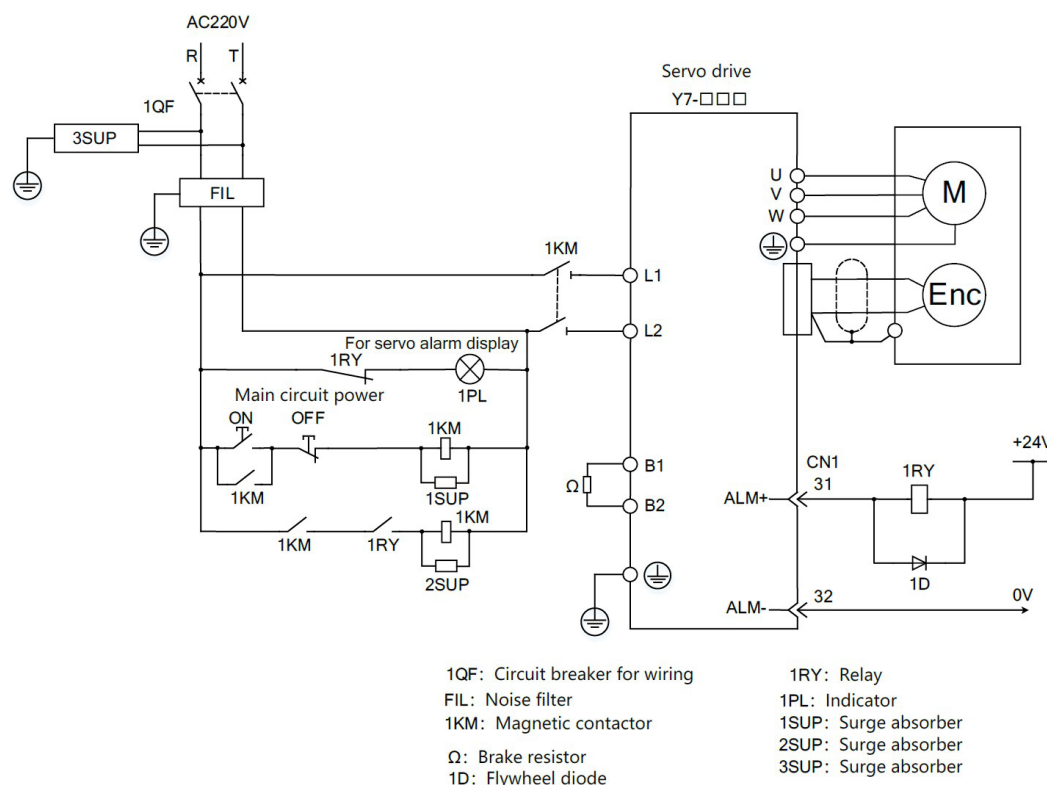 AC220V
R T
1QF
3SUP
FIL
Servo drive
Y7-□□□
U
V
W
M
Enc
1KM
L1
L2
For servo alarm display
1RY
1PL
Main circuit power
ON OFF
1KM
1KM
1SUP
1KM
1KM 1RY
2SUP
Ω
B1
B2
CN1
ALM+ 31
1RY
+24V
1D
ALM- 32
0V
1QF: Circuit breaker for wiring
FIL: Noise filter
1KM: Magnetic contactor
Ω: Brake resistor
1D: Flywheel diode
1RY: Relay
1PL: Indicator
1SUP: Surge absorber
2SUP: Surge absorber
3SUP: Surge absorber